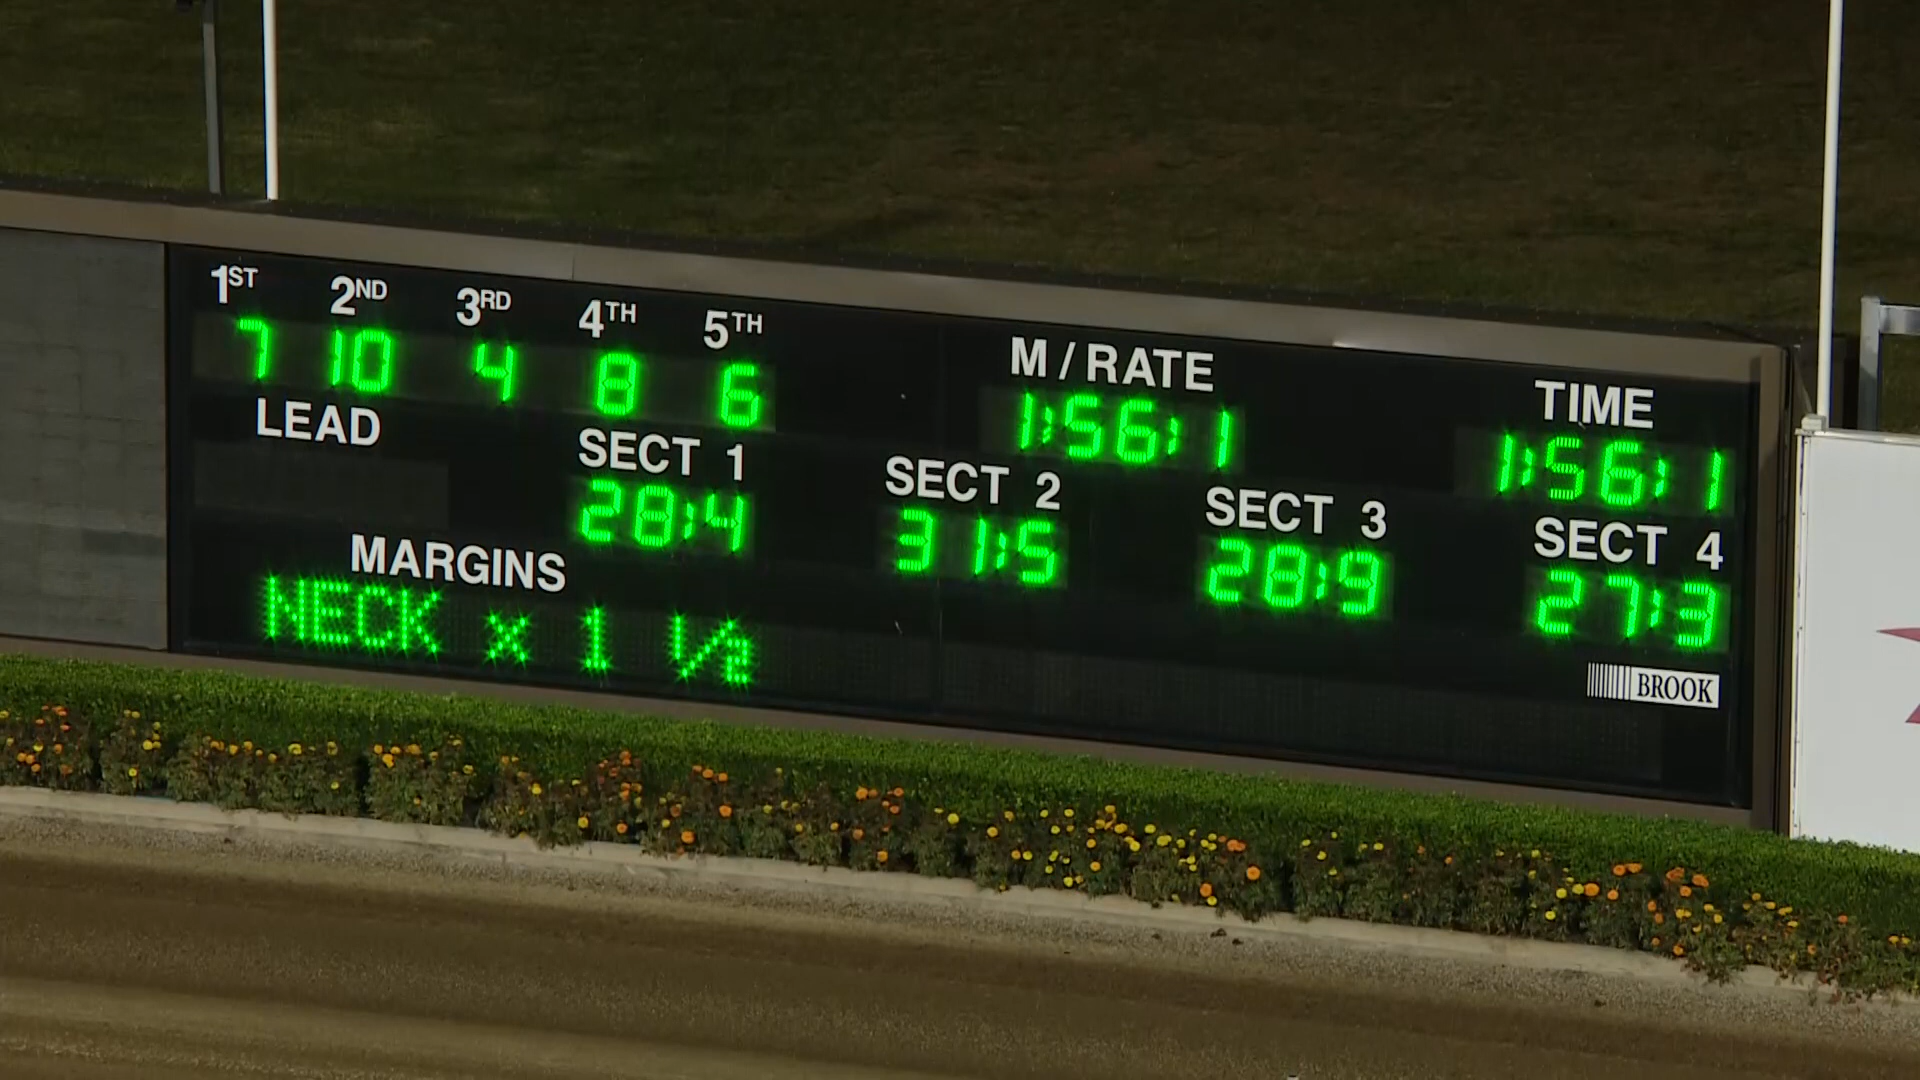 1ST 2ND 3RD 4TH 5TH M / RATE TIME
7 10 4 8 6 1:56:1 1:56:1
LEAD SECT 1 SECT 2 SECT 3 SECT 4
28:4 31:5 28:9 27:3
MARGINS
NECK x 1 1/2
BROOK